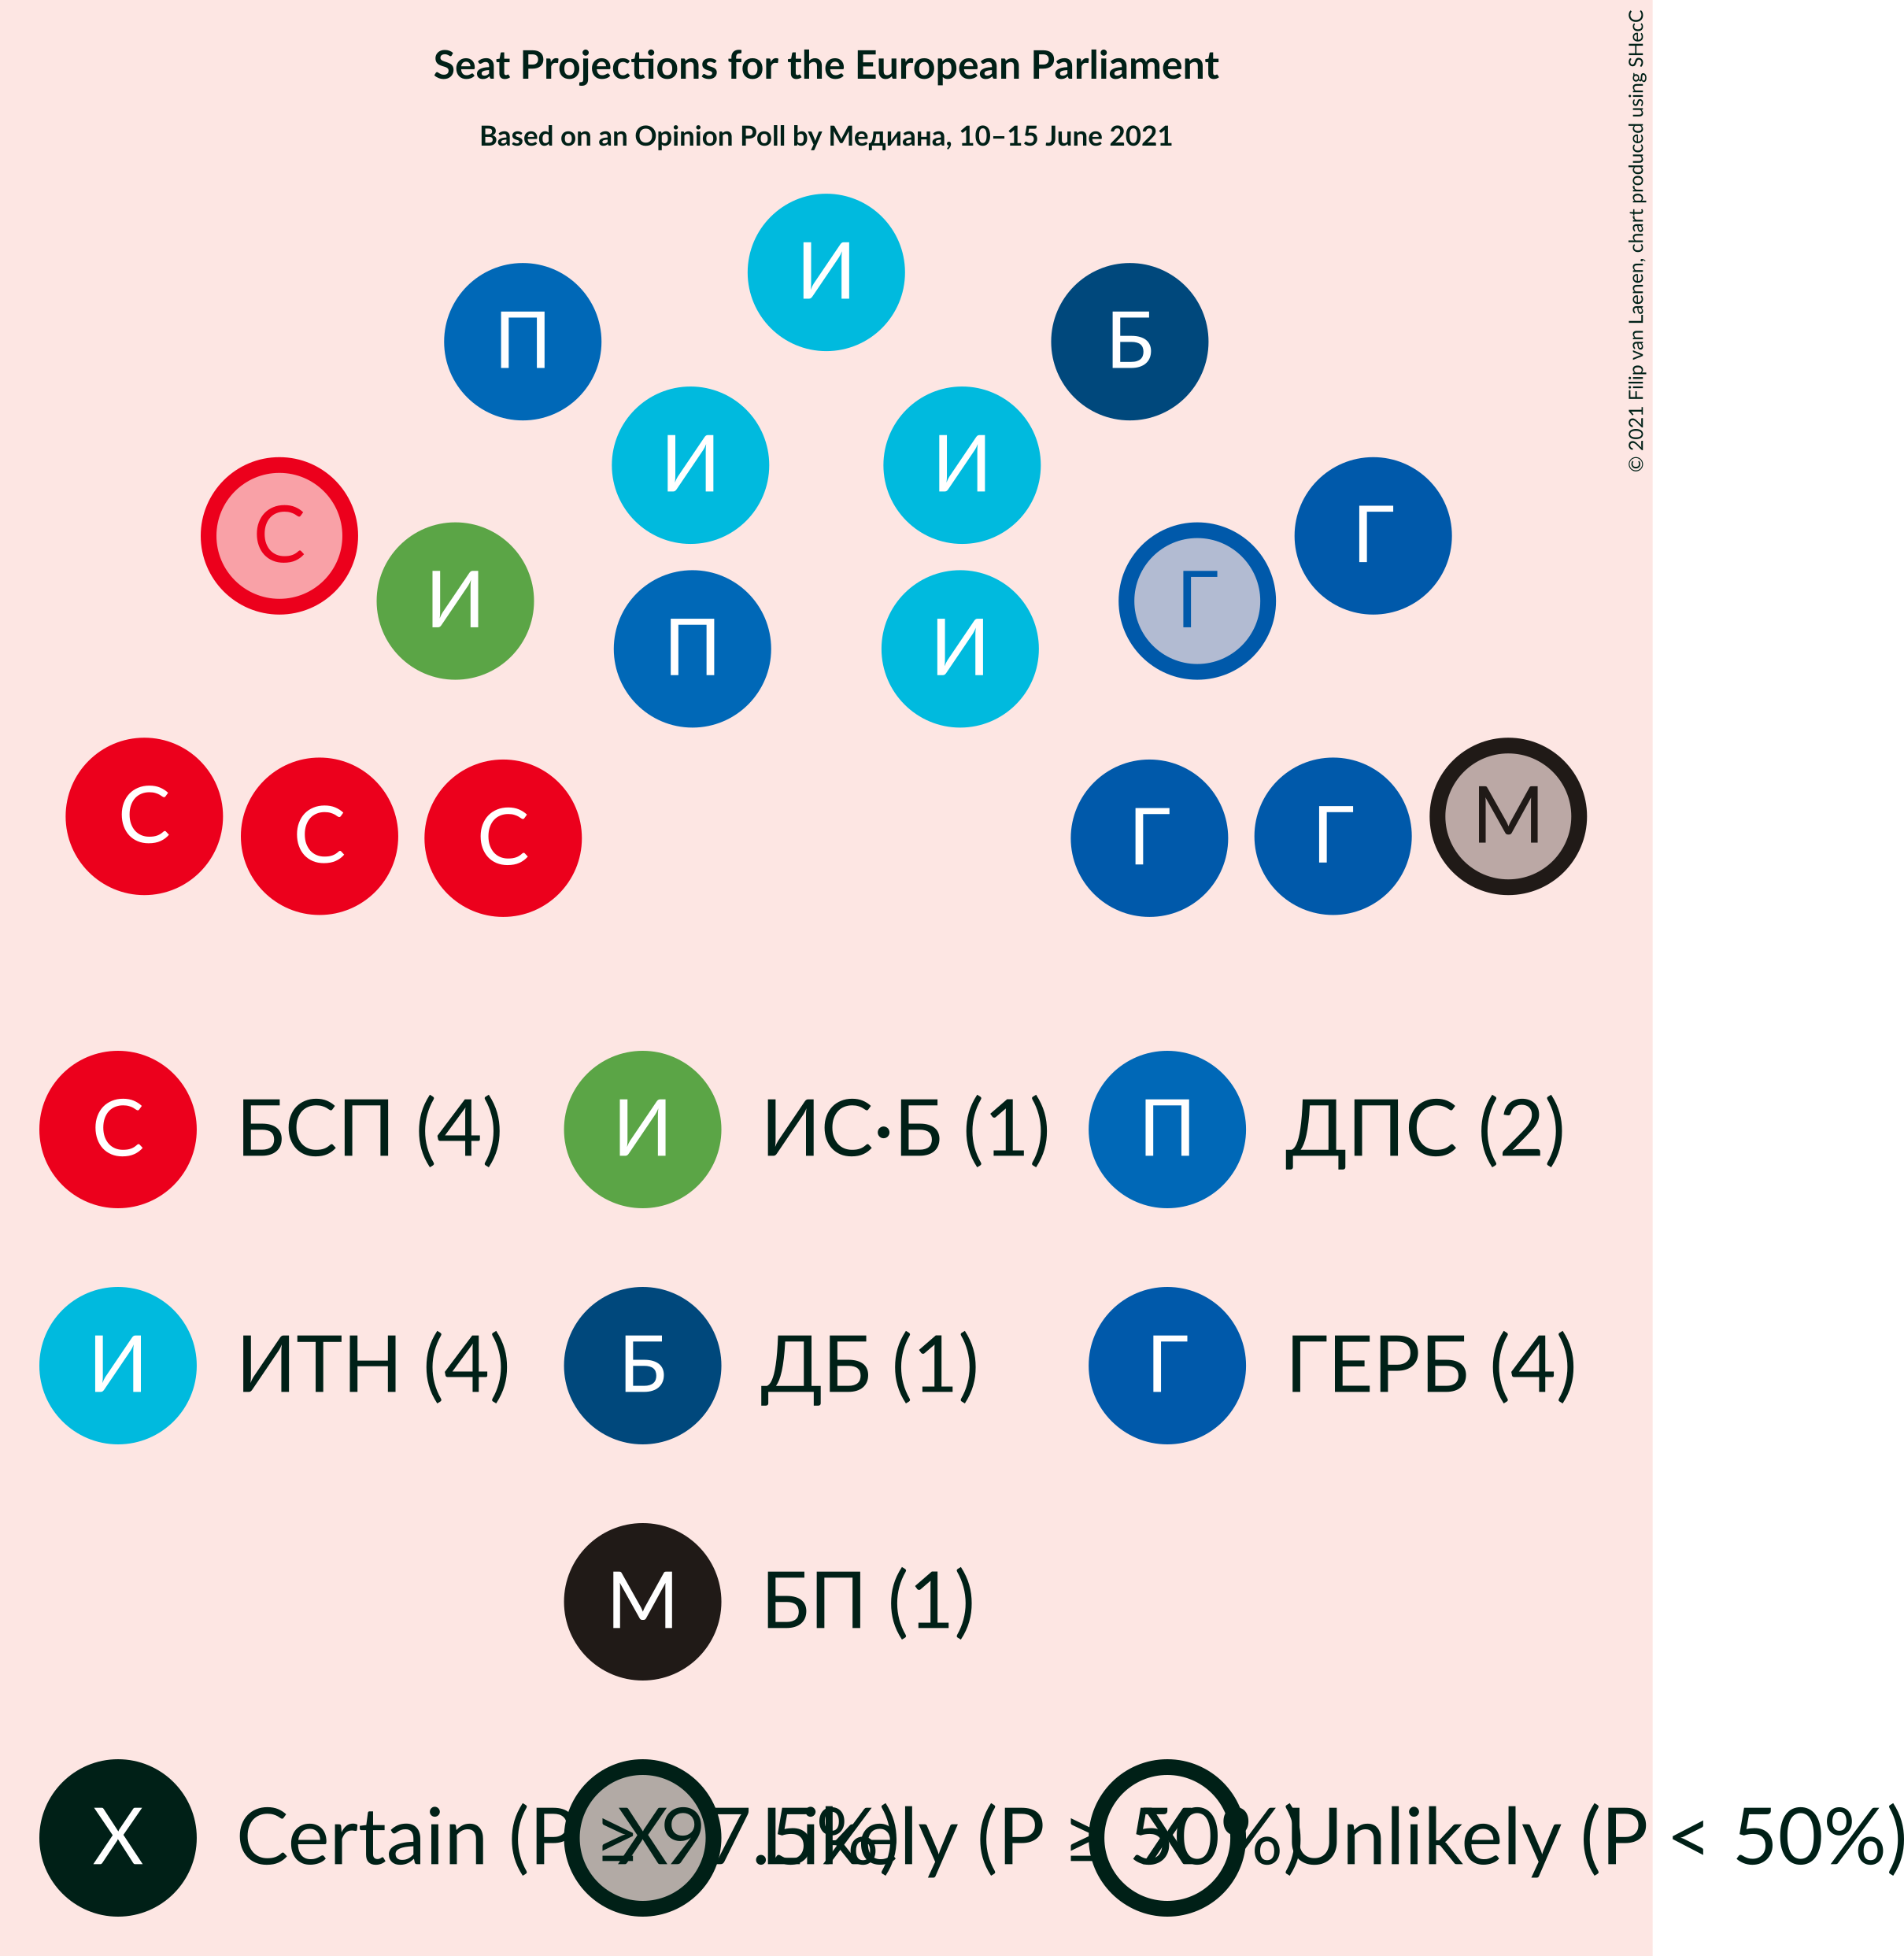 Seat Projections for the European Parliament
Based on an Opinion Poll by Медиана, 10–15 June 2021
© 2021 Filip van Laenen, chart produced using SHecC
И
П Б
И И
С Г
И Г
П И
С М
С Г
С Г
С БСП (4) И ИС·Б (1) П ДПС (2)
И ИТН (4) Б ДБ (1) Г ГЕРБ (4)
М БП (1)
X Certain (P ≥ 97.5%) X Likely (P ≥ 50%) X Unlikely (P < 50%)